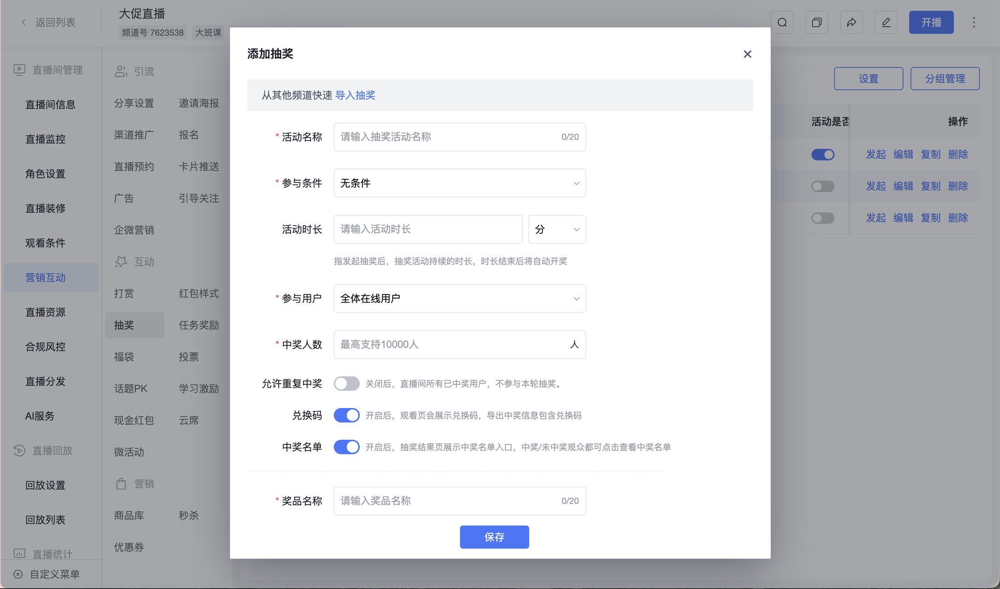 返回列表
大促直播
频道号 7623538
大班课
开播
直播间管理
直播间信息
直播监控
角色设置
直播装修
观看条件
营销互动
直播资源
合规风控
直播分发
AI服务
直播回放
回放设置
回放列表
直播统计
自定义菜单
引流
分享设置 邀请海报
渠道推广 报名
直播预约 卡片推送
广告 引导关注
企微营销
互动
打赏 红包样式
抽奖 任务奖励
福袋 投票
话题PK 学习激励
现金红包 云席
微活动
营销
商品库 秒杀
优惠券
添加抽奖
从其他频道快速 导入抽奖
* 活动名称 请输入抽奖活动名称 0/20
* 参与条件 无条件
活动时长 请输入活动时长 分
指发起抽奖后，抽奖活动持续的时长，时长结束后将自动开奖
* 参与用户 全体在线用户
* 中奖人数 最高支持10000人 人
允许重复中奖 关闭后，直播间所有已中奖用户，不参与本轮抽奖。
兑换码 开启后，观看页会展示兑换码，导出中奖信息包含兑换码
中奖名单 开启后，抽奖结果页展示中奖名单入口，中奖/未中奖观众都可点击查看中奖名单
* 奖品名称 请输入奖品名称 0/20
保存
设置 分组管理
活动是否 操作
发起 编辑 复制 删除
发起 编辑 复制 删除
发起 编辑 复制 删除